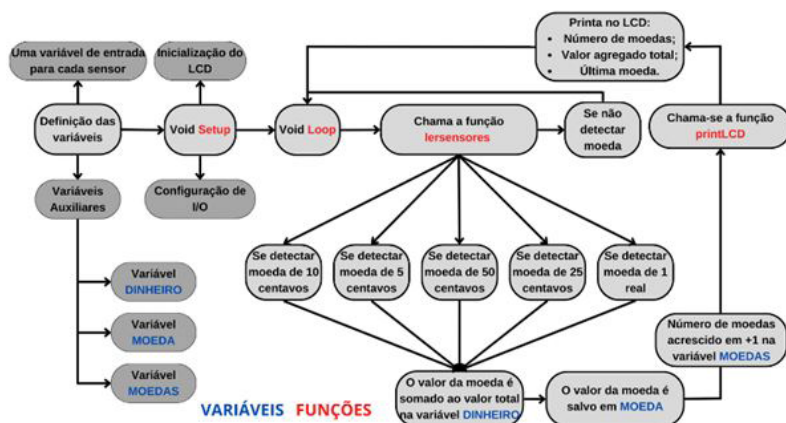 Uma variável de entrada
para cada sensor
Inicialização do
LCD
Printa no LCD:
• Número de moedas;
• Valor agregado total;
• Última moeda.
Definição das
variáveis
Void Setup
Void Loop
Chama a função
lersensores
Se não
detectar
moeda
Chama-se a função
printLCD
Variáveis
Auxiliares
Configuração de
I/O
Se detectar
moeda de 10
centavos
Se detectar
moeda de 5
centavos
Se detectar
moeda de 50
centavos
Se detectar
moeda de 25
centavos
Se detectar
moeda de 1
real
Variável
DINHEIRO
Variável
MOEDA
Variável
MOEDAS
Número de moedas
acrescido em +1 na
variável MOEDAS
O valor da moeda é
somado ao valor total
na variável DINHEIRO
O valor da moeda é
salvo em MOEDA
VARIÁVEIS FUNÇÕES